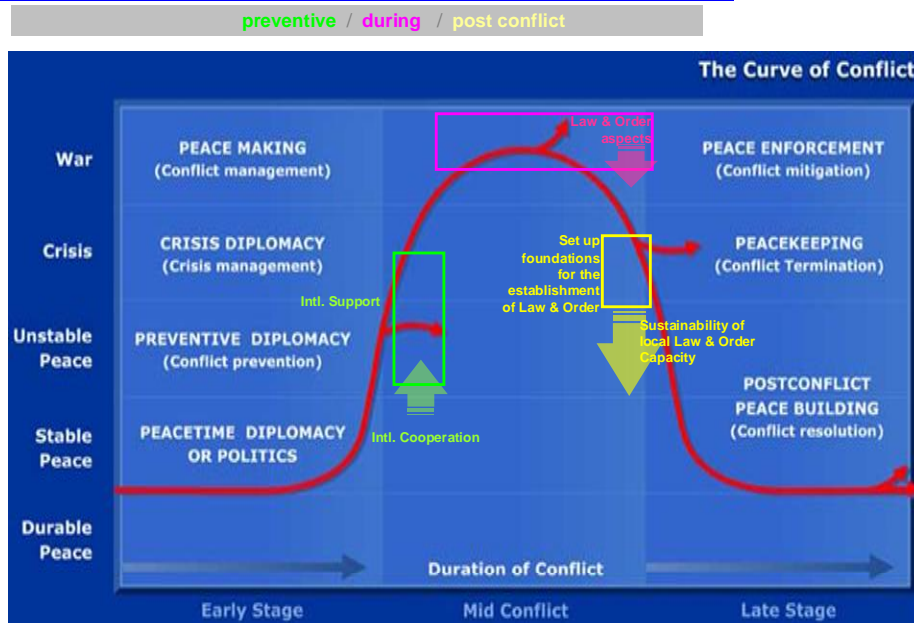 preventive / during / post conflict
The Curve of Conflict
War
PEACE MAKING
(Conflict management)
Law & Order
aspects
PEACE ENFORCEMENT
(Conflict mitigation)
Crisis
CRISIS DIPLOMACY
(Crisis management)
Set up
foundations
for the
establishment
of Law & Order
PEACEKEEPING
(Conflict Termination)
Intl. Support
Unstable
Peace
PREVENTIVE DIPLOMACY
(Conflict prevention)
Sustainability of
local Law & Order
Capacity
POSTCONFLICT
PEACE BUILDING
(Conflict resolution)
Stable
Peace
PEACETIME DIPLOMACY
OR POLITICS
Intl. Cooperation
Durable
Peace
Duration of Conflict
Early Stage
Mid Conflict
Late Stage